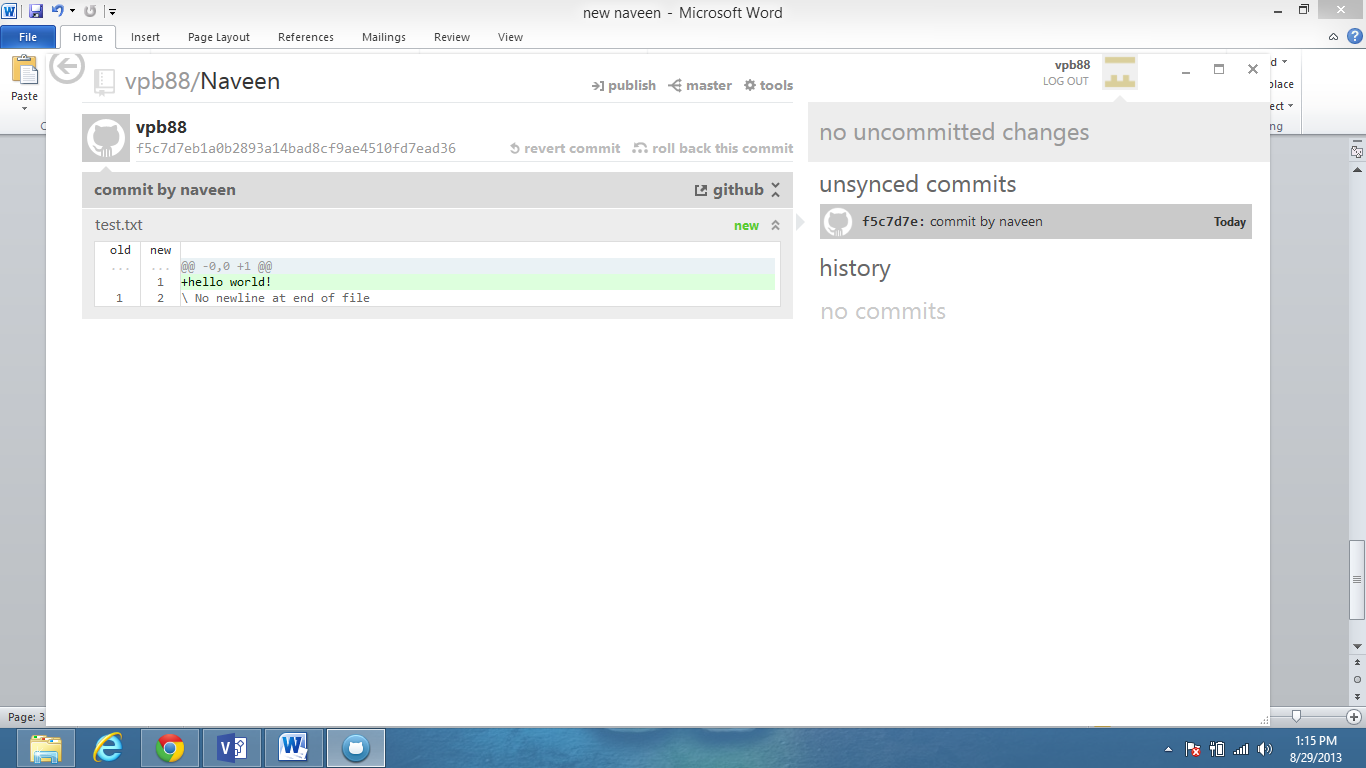 new naveen - Microsoft Word
File Home Insert Page Layout References Mailings Review View
Paste
vpb88/Naveen
publish master tools
vpb88
LOG OUT
vpb88
f5c7d7eb1a0b2893a14bad8cf9ae4510fd7ead36
revert commit roll back this commit
commit by naveen
github
test.txt
new
old new
... ... @@ -0,0 +1 @@
1 +hello world!
1 2 \ No newline at end of file
no uncommitted changes
unsynced commits
f5c7d7e: commit by naveen Today
history
no commits
d
place
ect
ng
Page: 3
1:15 PM
8/29/2013